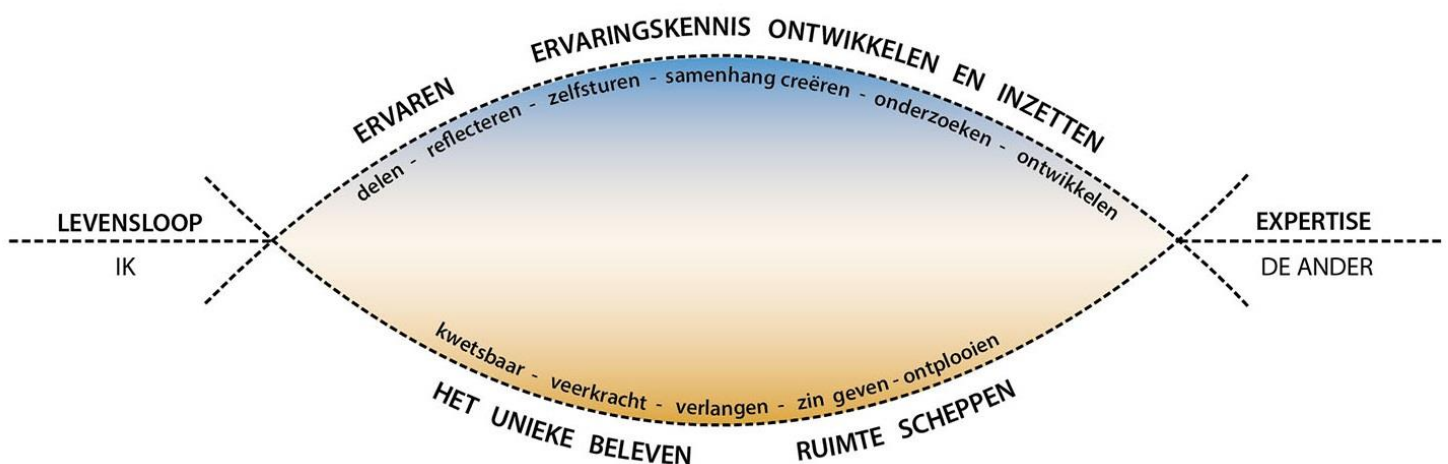 ERVAREN
ERVARINGSKENNIS ONTWIKKELEN EN INZETTEN
delen - reflecteren - zelfsturen - samenhang creëren - onderzoeken - ontwikkelen
LEVENSLOOP
IK
EXPERTISE
DE ANDER
kwetsbaar - veerkracht - verlangen - zin geven - ontplooien
HET UNIEKE BELEVEN
RUIMTE SCHEPPEN